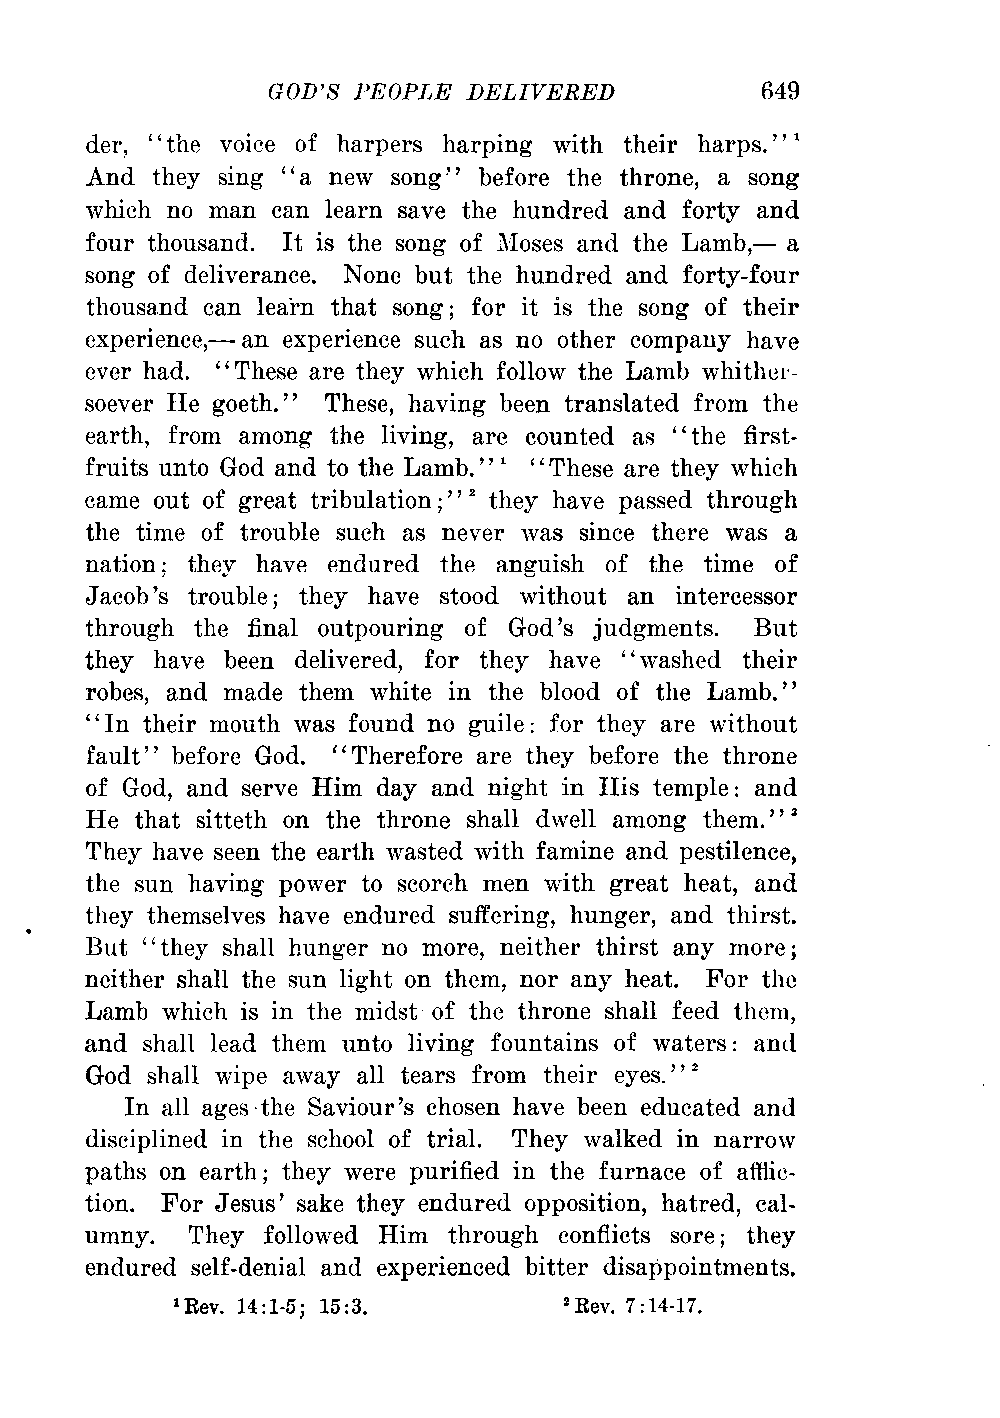 GOD'S PEOPLE DELIVERED 649
der, "the voice of harpers harping with their harps."¹
And they sing "a new song" before the throne, a song
which no man can learn save the hundred and forty and
four thousand. It is the song of Moses and the Lamb,— a
song of deliverance. None but the hundred and forty-four
thousand can learn that song; for it is the song of their
experience,— an experience such as no other company have
ever had. "These are they which follow the Lamb whither-
soever He goeth." These, having been translated from the
earth, from among the living, are counted as "the first-
fruits unto God and to the Lamb."¹ "These are they which
came out of great tribulation;"² they have passed through
the time of trouble such as never was since there was a
nation; they have endured the anguish of the time of
Jacob's trouble; they have stood without an intercessor
through the final outpouring of God's judgments. But
they have been delivered, for they have "washed their
robes, and made them white in the blood of the Lamb."
"In their mouth was found no guile: for they are without
fault" before God. "Therefore are they before the throne
of God, and serve Him day and night in His temple: and
He that sitteth on the throne shall dwell among them."²
They have seen the earth wasted with famine and pestilence,
the sun having power to scorch men with great heat, and
they themselves have endured suffering, hunger, and thirst.
But "they shall hunger no more, neither thirst any more;
neither shall the sun light on them, nor any heat. For the
Lamb which is in the midst of the throne shall feed them,
and shall lead them unto living fountains of waters: and
God shall wipe away all tears from their eyes."²
In all ages the Saviour's chosen have been educated and
disciplined in the school of trial. They walked in narrow
paths on earth; they were purified in the furnace of afflic-
tion. For Jesus' sake they endured opposition, hatred, cal-
umny. They followed Him through conflicts sore; they
endured self-denial and experienced bitter disappointments.
¹ Rev. 14:1-5; 15:3. ² Rev. 7:14-17.